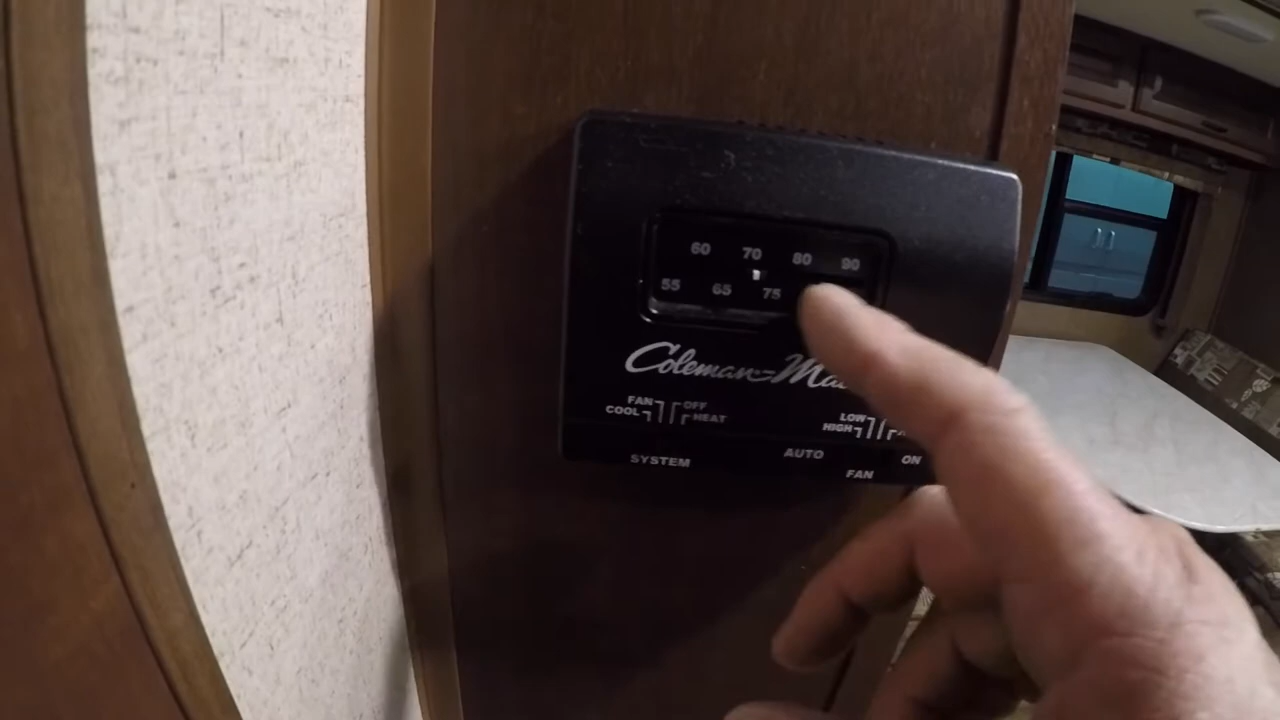 60 70 80 90
55 65 75
Coleman-Ma
FAN OFF
COOL HEAT
LOW
HIGH
SYSTEM AUTO ON
FAN